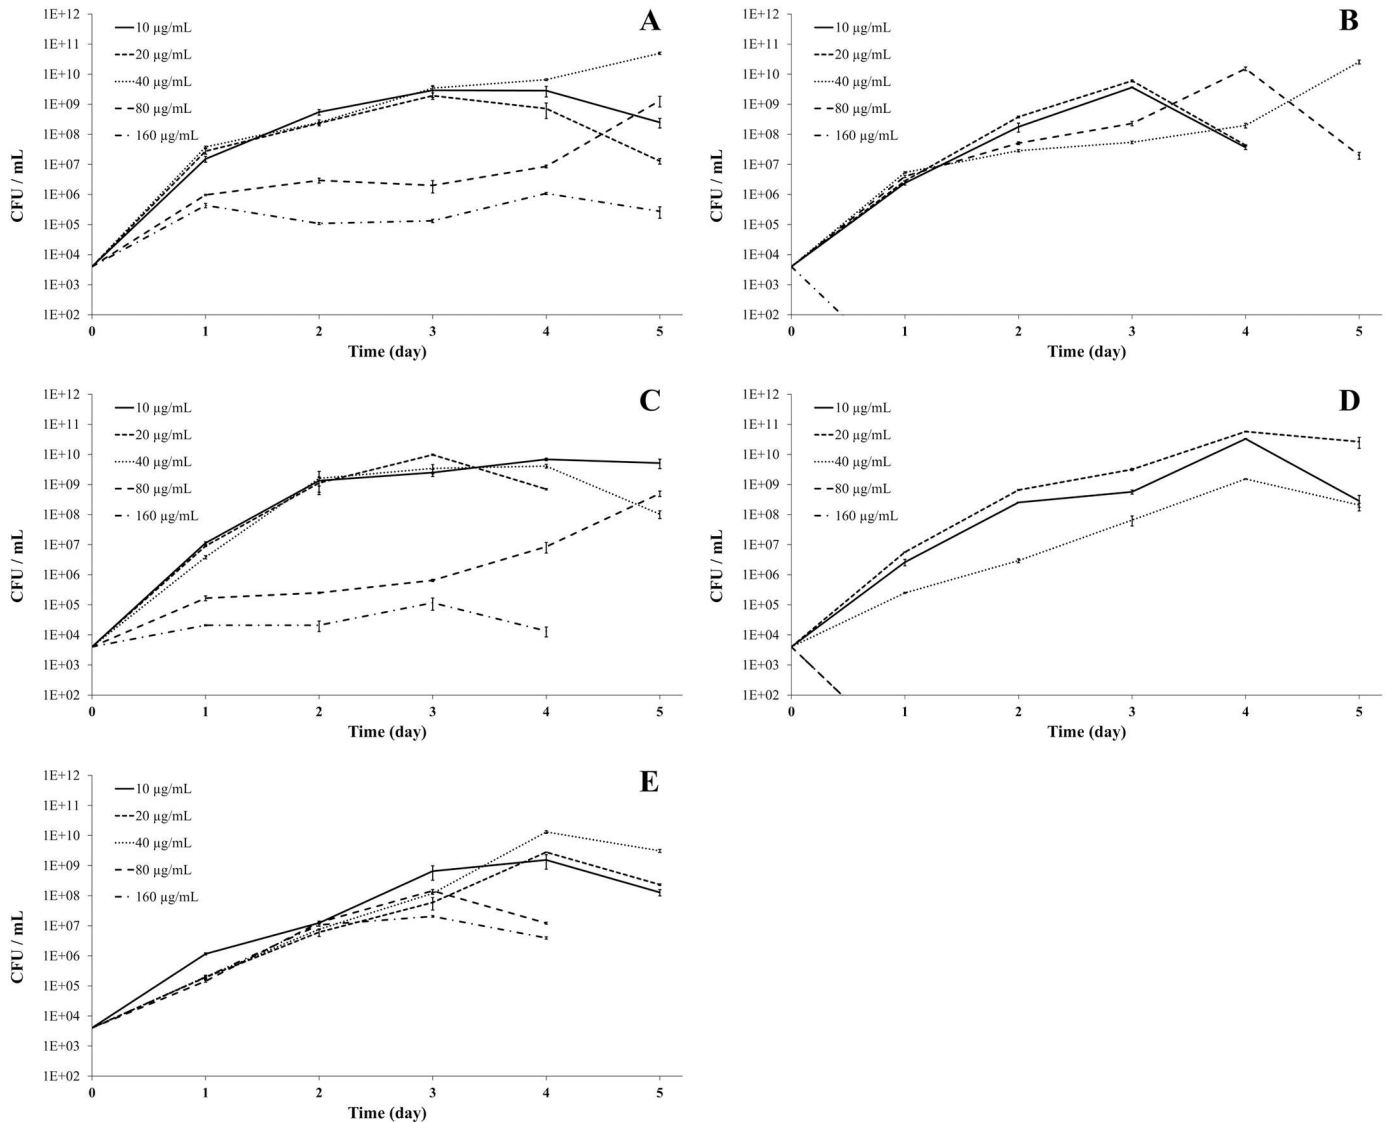 A
1E+12
1E+11
1E+10
1E+09
1E+08
1E+07
1E+06
1E+05
1E+04
1E+03
1E+02
CFU / mL
10 µg/mL
20 µg/mL
40 µg/mL
80 µg/mL
160 µg/mL
0 1 2 3 4 5
Time (day)
B
1E+12
1E+11
1E+10
1E+09
1E+08
1E+07
1E+06
1E+05
1E+04
1E+03
1E+02
CFU / mL
10 µg/mL
20 µg/mL
40 µg/mL
80 µg/mL
160 µg/mL
0 1 2 3 4 5
Time (day)
C
1E+12
1E+11
1E+10
1E+09
1E+08
1E+07
1E+06
1E+05
1E+04
1E+03
1E+02
CFU / mL
10 µg/mL
20 µg/mL
40 µg/mL
80 µg/mL
160 µg/mL
0 1 2 3 4 5
Time (day)
D
1E+12
1E+11
1E+10
1E+09
1E+08
1E+07
1E+06
1E+05
1E+04
1E+03
1E+02
CFU / mL
10 µg/mL
20 µg/mL
40 µg/mL
80 µg/mL
160 µg/mL
0 1 2 3 4 5
Time (day)
E
1E+12
1E+11
1E+10
1E+09
1E+08
1E+07
1E+06
1E+05
1E+04
1E+03
1E+02
CFU / mL
10 µg/mL
20 µg/mL
40 µg/mL
80 µg/mL
160 µg/mL
0 1 2 3 4 5
Time (day)